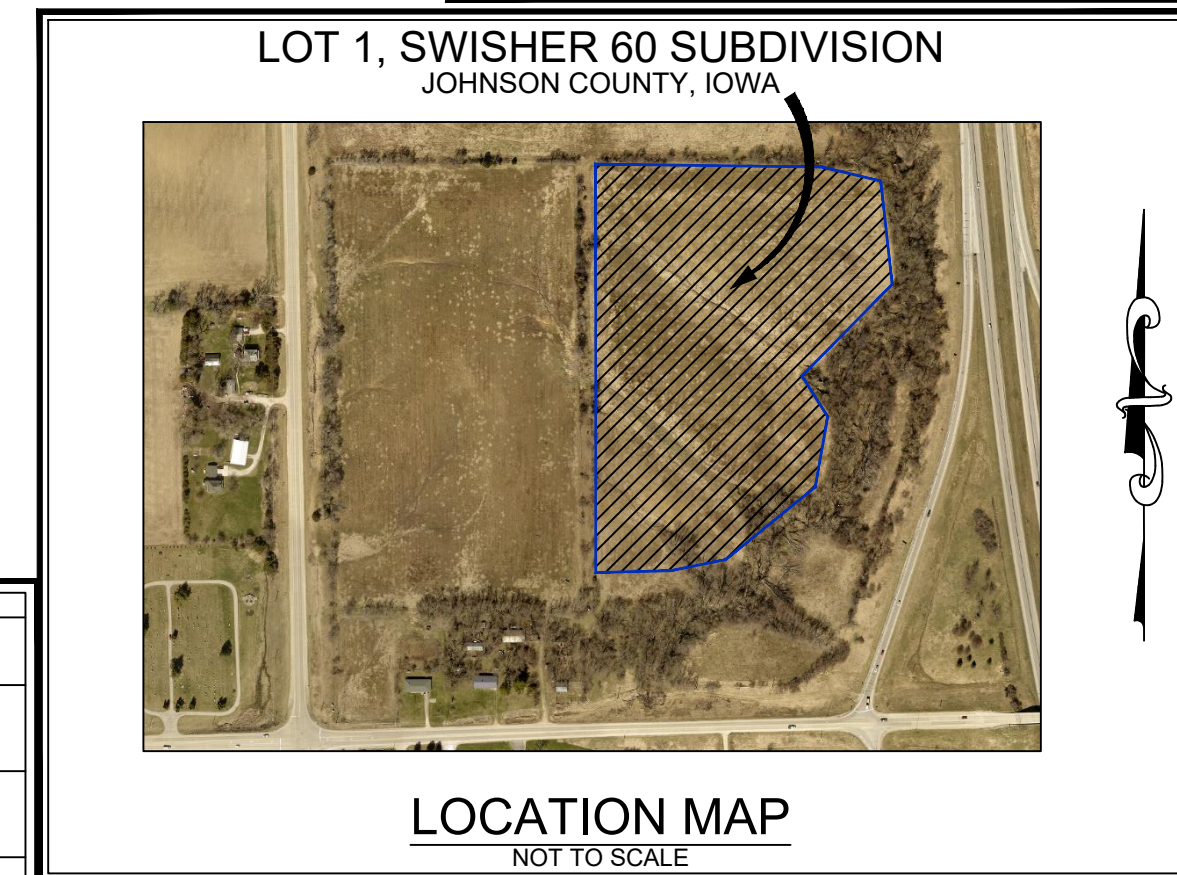 LOT 1, SWISHER 60 SUBDIVISION
JOHNSON COUNTY, IOWA
LOCATION MAP
NOT TO SCALE